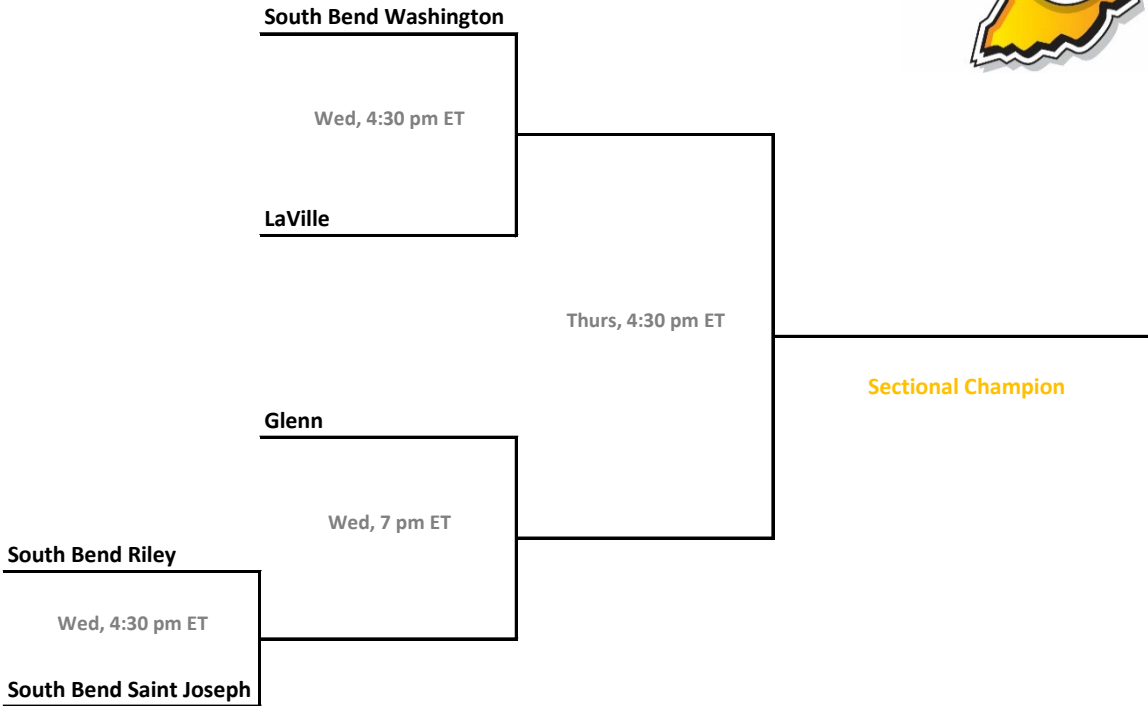 South Bend Washington
Wed, 4:30 pm ET
LaVille
Thurs, 4:30 pm ET
Sectional Champion
Glenn
Wed, 7 pm ET
South Bend Riley
Wed, 4:30 pm ET
South Bend Saint Joseph